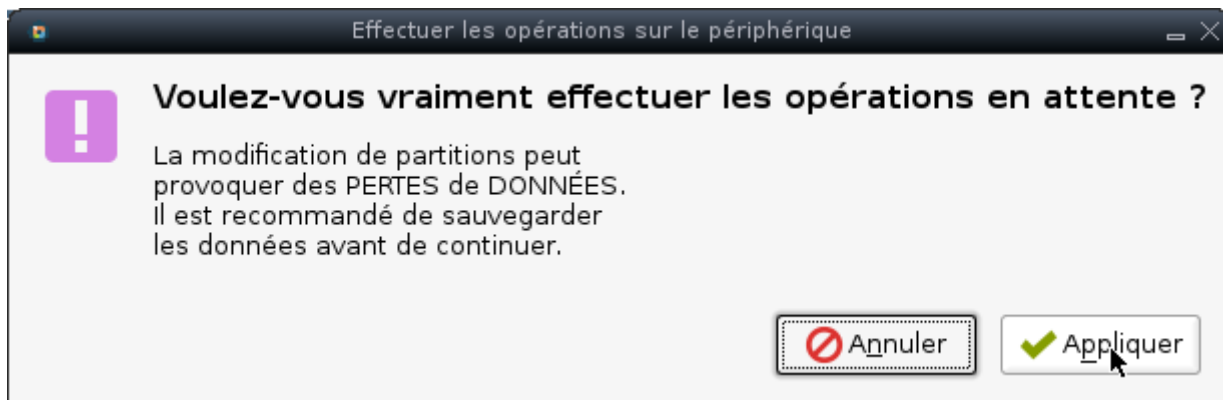 Effectuer les opérations sur le périphérique
Voulez-vous vraiment effectuer les opérations en attente ?
La modification de partitions peut
provoquer des PERTES de DONNÉES.
Il est recommandé de sauvegarder
les données avant de continuer.
Annuler
Appliquer